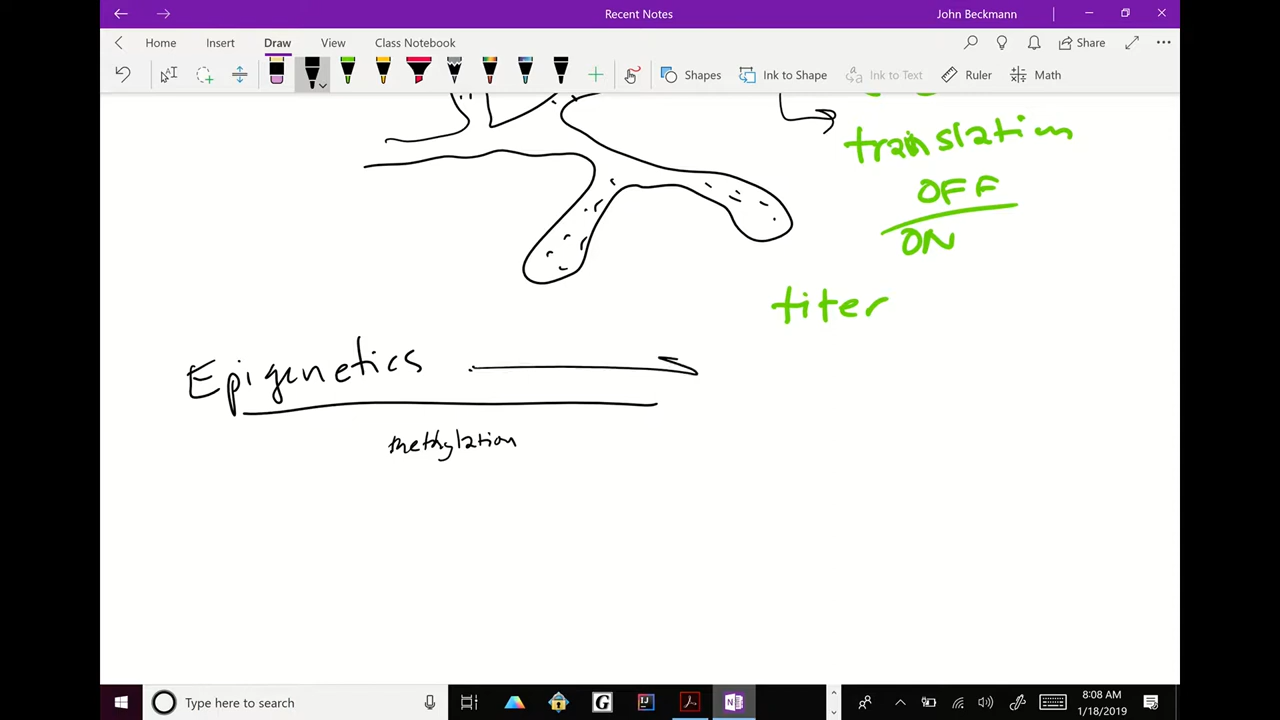 Recent Notes
John Beckmann
Home Insert Draw View Class Notebook
Share
Shapes Ink to Shape Ink to Text Ruler Math
translation
OFF
ON
titer
Epigenetics
methylation
Type here to search
8:08 AM
1/18/2019